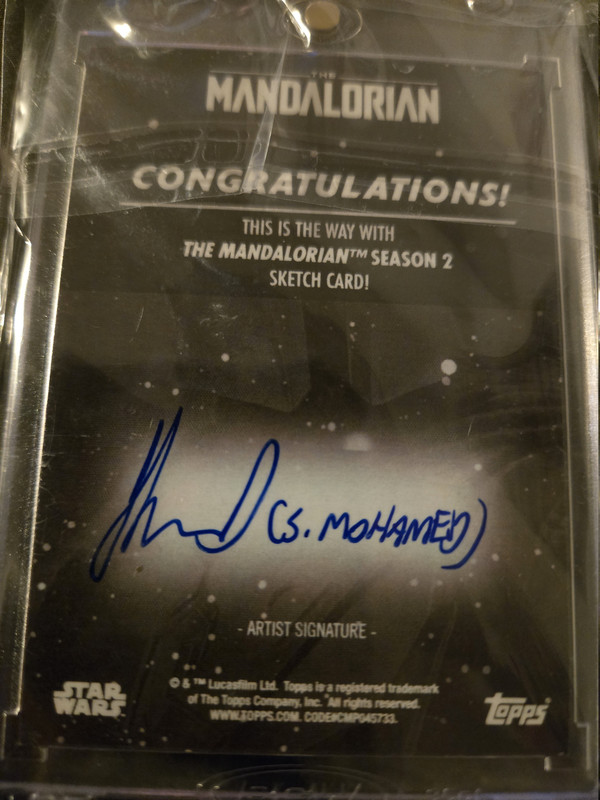 THE
MANDALORIAN
CONGRATULATIONS!
THIS IS THE WAY WITH
THE MANDALORIAN™ SEASON 2
SKETCH CARD!
(S. MOHAMED)
- ARTIST SIGNATURE -
© & ™ Lucasfilm Ltd. Topps is a registered trademark
of The Topps Company, Inc. All rights reserved.
WWW.TOPPS.COM. CODE#CMP045733.
STAR
WARS
Topps